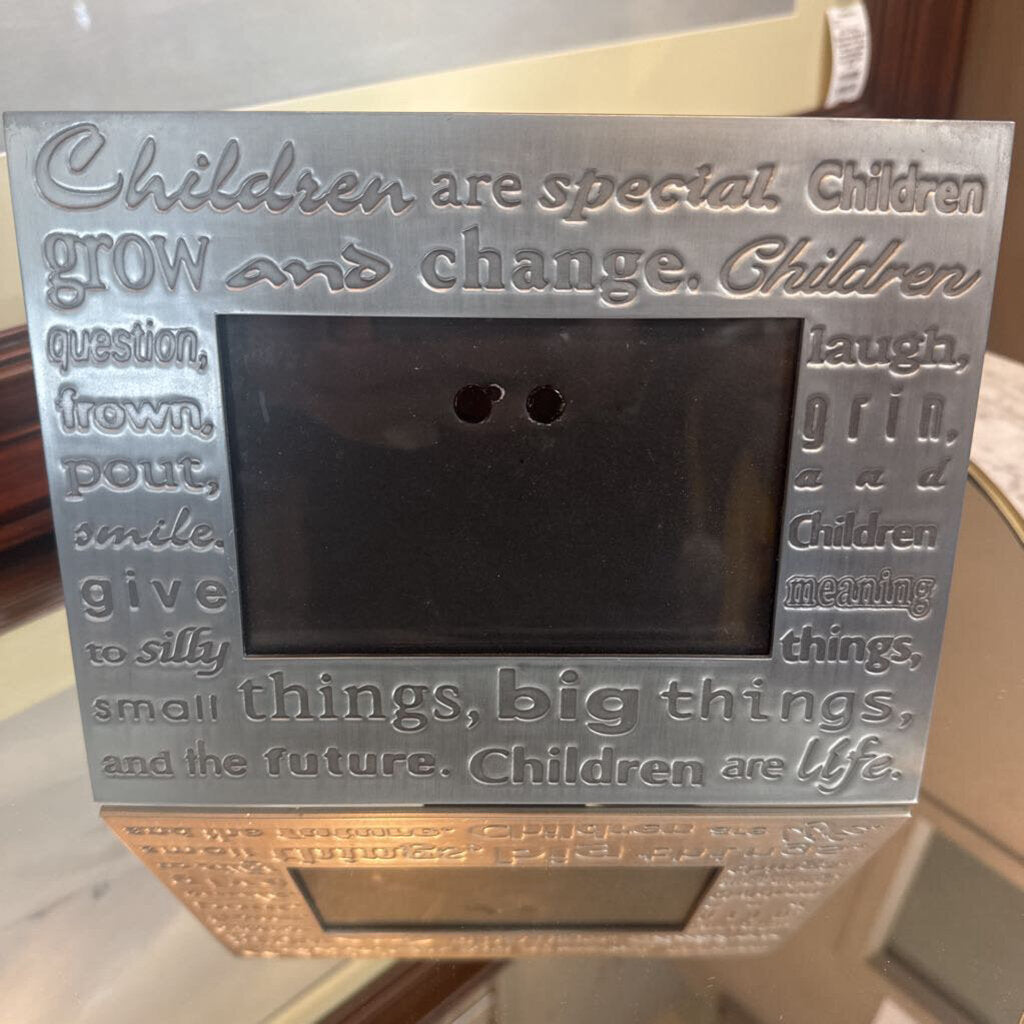 Children are special. Children
grow and change. Children
question, laugh,
frown, grin,
pout, and
smile. Children
give meaning
to silly things,
small things, big things,
and the future. Children are life.